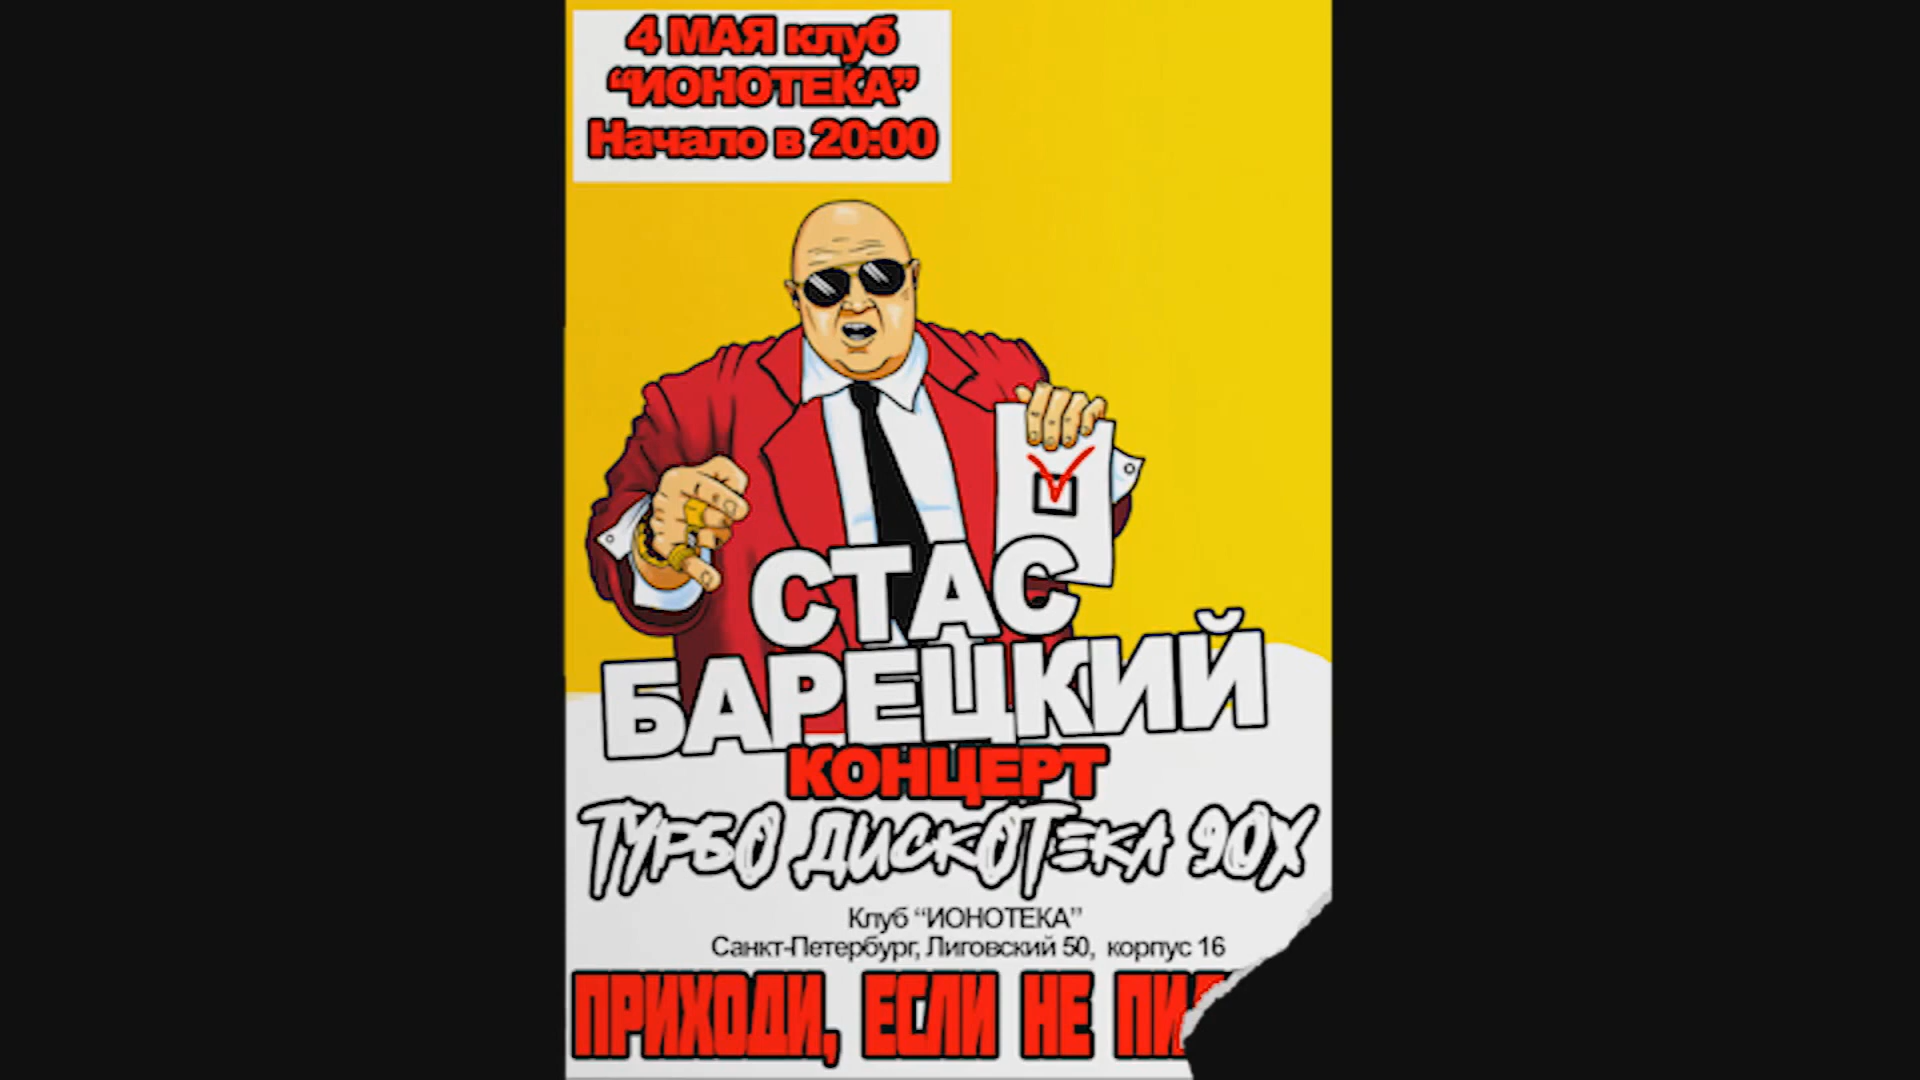 4 МАЯ клуб
“ИОНОТЕКА”
Начало в 20:00
СТАС
БАРЕЦКИЙ
КОНЦЕРТ
ТУРБО ДИСКОТЕКА 90Х
Клуб “ИОНОТЕКА”
Санкт-Петербург, Лиговский 50, корпус 16
ПРИХОДИ, ЕСЛИ НЕ